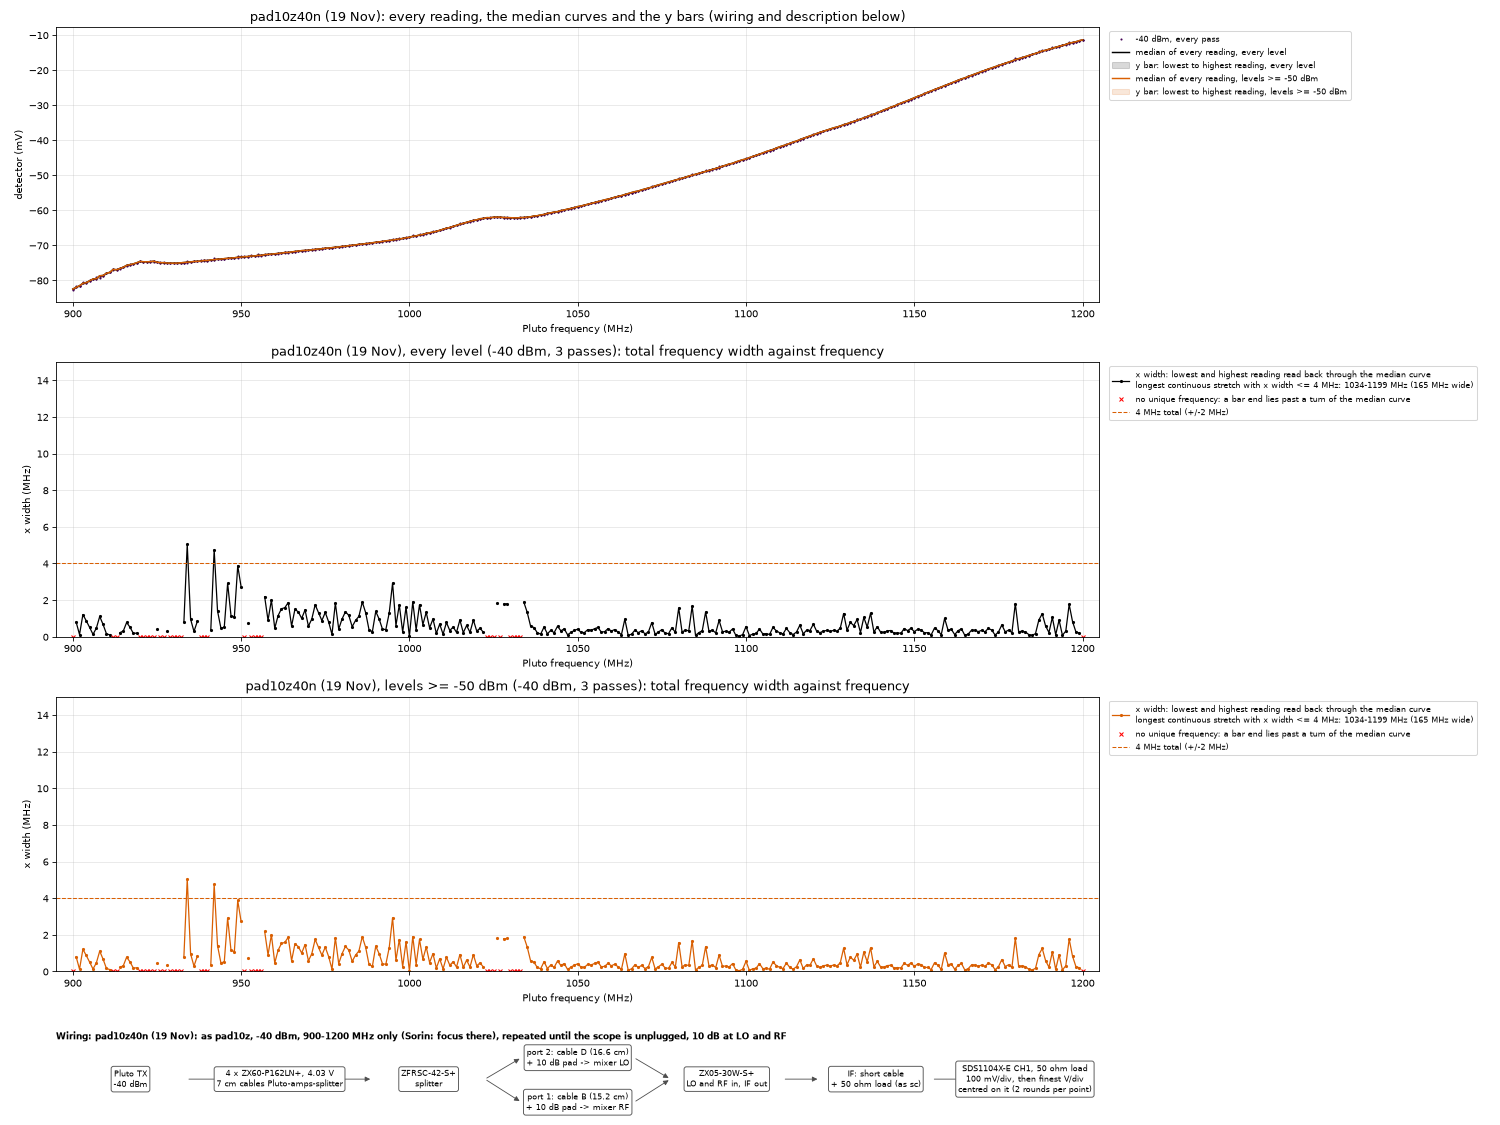 pad10z40n (19 Nov): every reading, the median curves and the y bars (wiring and description below)
detector (mV)
−10
−20
−30
−40
−50
−60
−70
−80
900
950
1000
1050
1100
1150
1200
Pluto frequency (MHz)
-40 dBm, every pass
median of every reading, every level
y bar: lowest to highest reading, every level
median of every reading, levels >= -50 dBm
y bar: lowest to highest reading, levels >= -50 dBm
pad10z40n (19 Nov), every level (-40 dBm, 3 passes): total frequency width against frequency
x width (MHz)
14
12
10
8
6
4
2
0
900
950
1000
1050
1100
1150
1200
Pluto frequency (MHz)
x width: lowest and highest reading read back through the median curve
longest continuous stretch with x width <= 4 MHz: 1034-1199 MHz (165 MHz wide)
no unique frequency: a bar end lies past a turn of the median curve
4 MHz total (+/-2 MHz)
pad10z40n (19 Nov), levels >= -50 dBm (-40 dBm, 3 passes): total frequency width against frequency
x width (MHz)
14
12
10
8
6
4
2
0
900
950
1000
1050
1100
1150
1200
Pluto frequency (MHz)
x width: lowest and highest reading read back through the median curve
longest continuous stretch with x width <= 4 MHz: 1034-1199 MHz (165 MHz wide)
no unique frequency: a bar end lies past a turn of the median curve
4 MHz total (+/-2 MHz)
Wiring: pad10z40n (19 Nov): as pad10z, -40 dBm, 900-1200 MHz only (Sorin: focus there), repeated until the scope is unplugged, 10 dB at LO and RF
Pluto TX
-40 dBm
4 x ZX60-P162LN+, 4.03 V
7 cm cables Pluto-amps-splitter
ZFRSC-42-S+
splitter
port 2: cable D (16.6 cm)
+ 10 dB pad -> mixer LO
port 1: cable B (15.2 cm)
+ 10 dB pad -> mixer RF
ZX05-30W-S+
LO and RF in, IF out
IF: short cable
+ 50 ohm load (as sc)
SDS1104X-E CH1, 50 ohm load
100 mV/div, then finest V/div
centred on it (2 rounds per point)